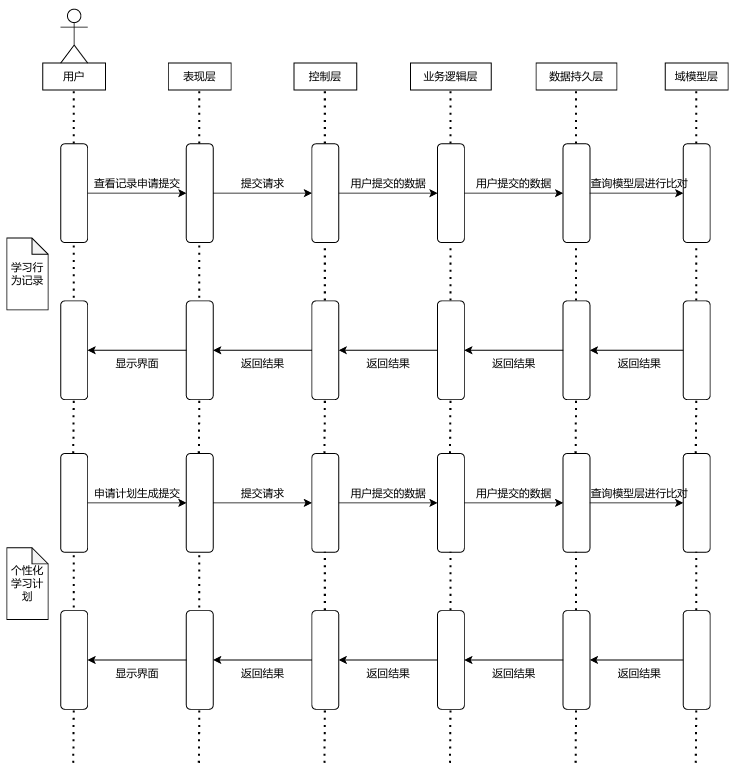 用户
表现层
控制层
业务逻辑层
数据持久层
域模型层
查看记录申请提交
提交请求
用户提交的数据
用户提交的数据
查询模型层进行比对
学习行
为记录
显示界面
返回结果
返回结果
返回结果
返回结果
申请计划生成提交
提交请求
用户提交的数据
用户提交的数据
查询模型层进行比对
个性化
学习计
划
显示界面
返回结果
返回结果
返回结果
返回结果